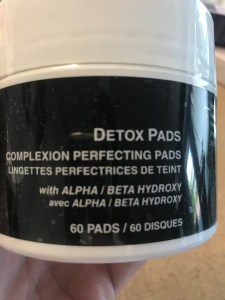 DETOX PADS
COMPLEXION PERFECTING PADS
LINGETTES PERFECTRICES DE TEINT
with ALPHA / BETA HYDROXY
avec ALPHA / BETA HYDROXY
60 PADS / 60 DISQUES